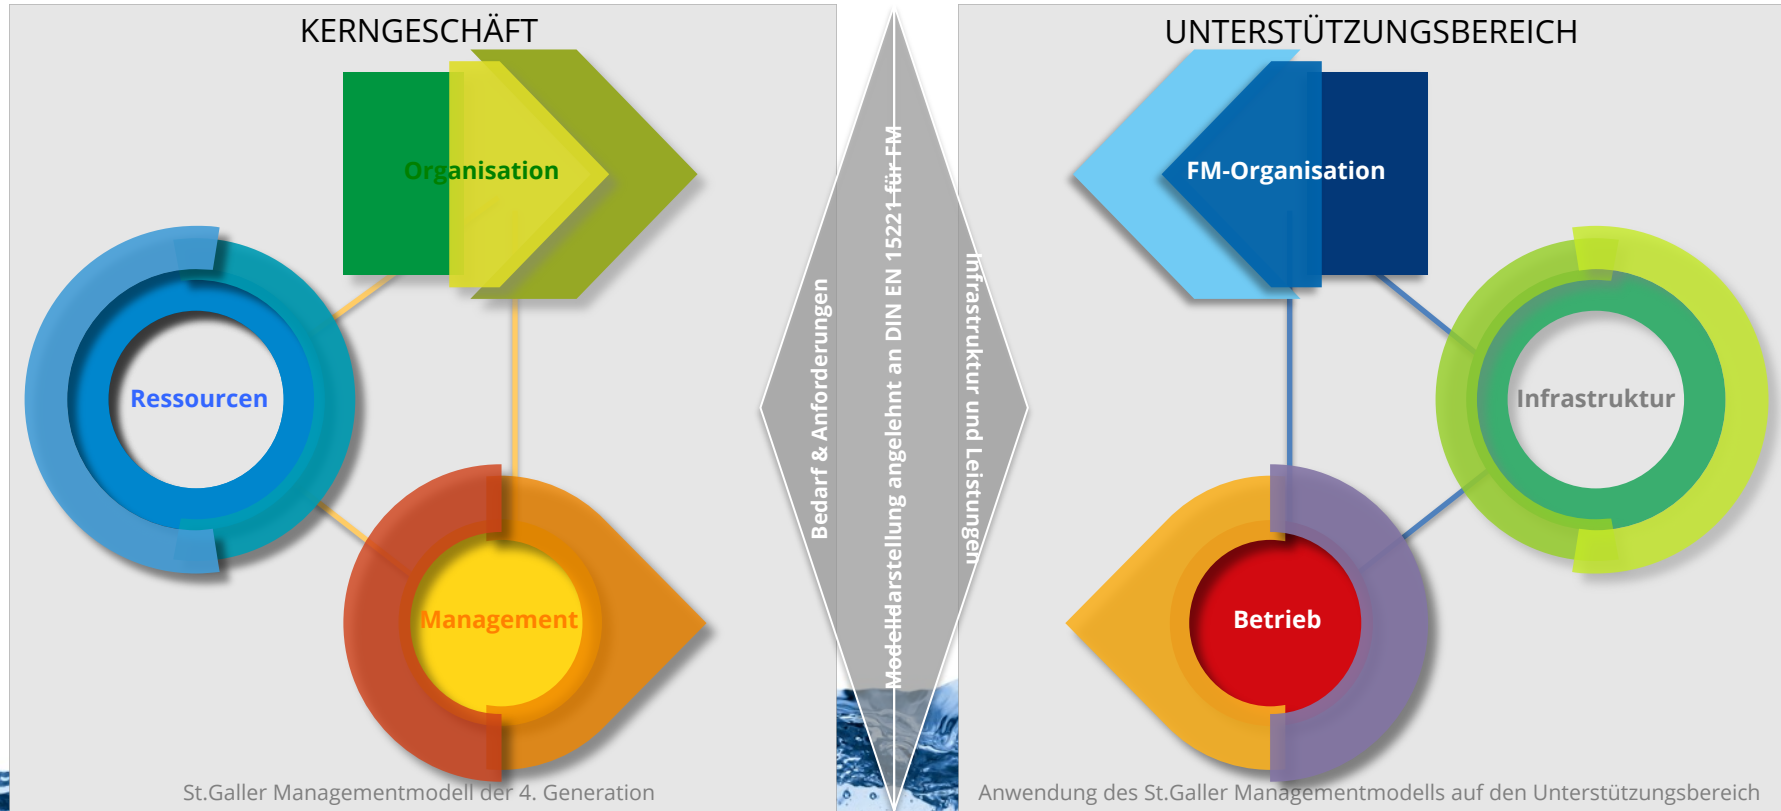 KERNGESCHÄFT
Organisation
Ressourcen
Management
St.Galler Managementmodell der 4. Generation
Bedarf & Anforderungen
Modelldarstellung angelehnt an DIN EN 15221 für FM
Infrastruktur und Leistungen
UNTERSTÜTZUNGSBEREICH
FM-Organisation
Infrastruktur
Betrieb
Anwendung des St.Galler Managementmodells auf den Unterstützungsbereich